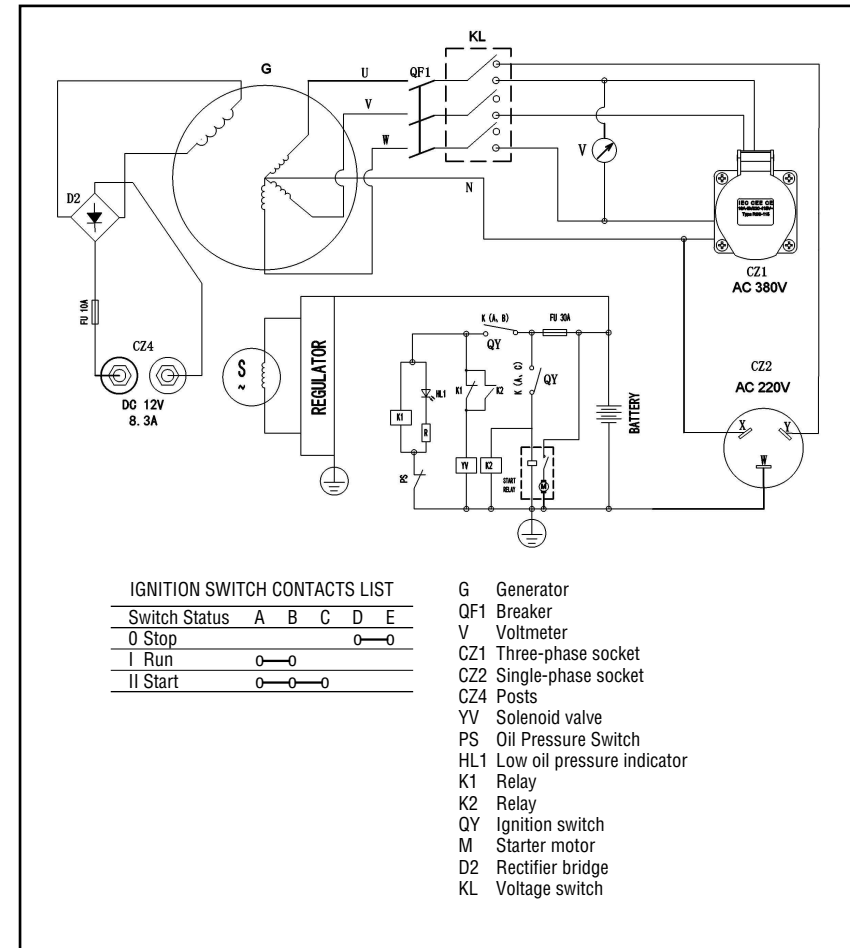 KL
G
U
QF1
V
W
V
D2
N
IEC CEE CE
CZ1
AC 380V
FU 10A
K (A、B)
FU 30A
QY
CZ4
S
~
REGULATOR
K (A、C)
QY
CZ2
AC 220V
HL1
K1
K2
BATTERY
DC 12V
8.3A
K1
R
X
Y
W
PS
YV
K2
START
RELAY
M
IGNITION SWITCH CONTACTS LIST
Switch Status A B C D E
0 Stop
I Run
II Start
G Generator
QF1 Breaker
V Voltmeter
CZ1 Three-phase socket
CZ2 Single-phase socket
CZ4 Posts
YV Solenoid valve
PS Oil Pressure Switch
HL1 Low oil pressure indicator
K1 Relay
K2 Relay
QY Ignition switch
M Starter motor
D2 Rectifier bridge
KL Voltage switch